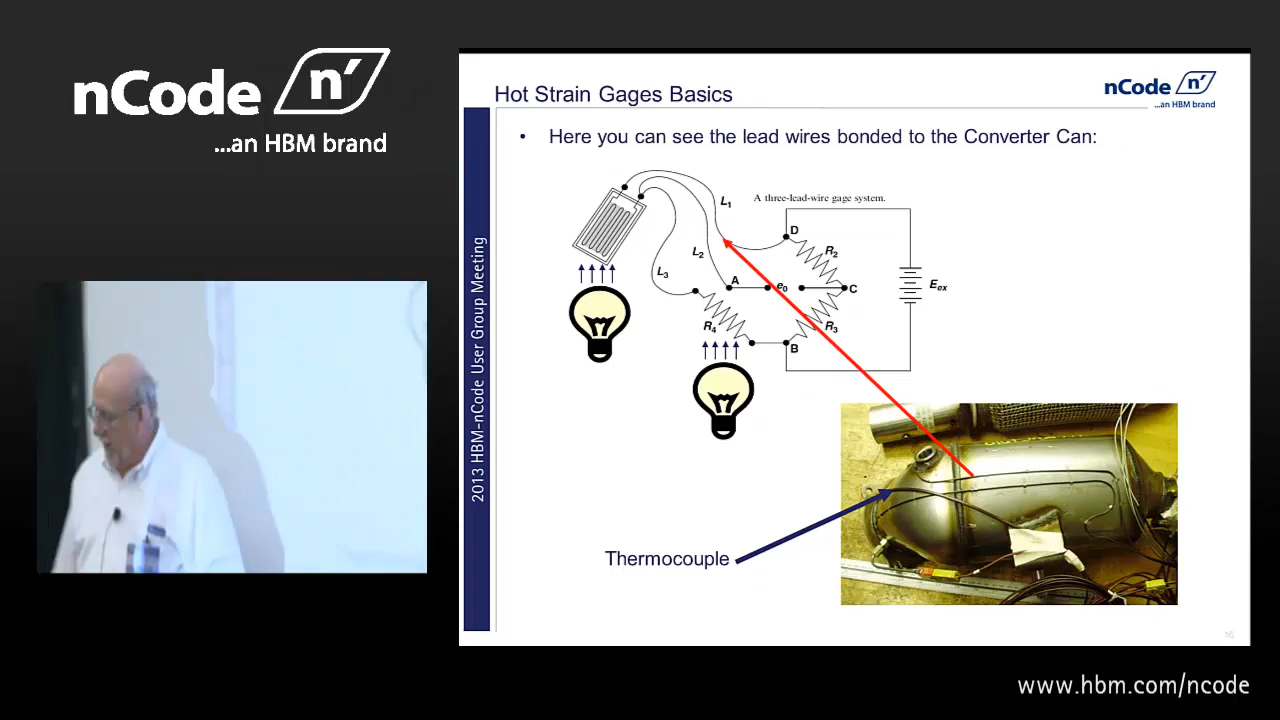 nCode n'
...an HBM brand
Hot Strain Gages Basics
nCode n'
...an HBM brand
2013 HBM-nCode User Group Meeting
• Here you can see the lead wires bonded to the Converter Can:
A three-lead-wire gage system.
L1
D
R2
L2
L3
A
e0
C
Eex
R4
R3
B
Thermocouple
16
www.hbm.com/ncode